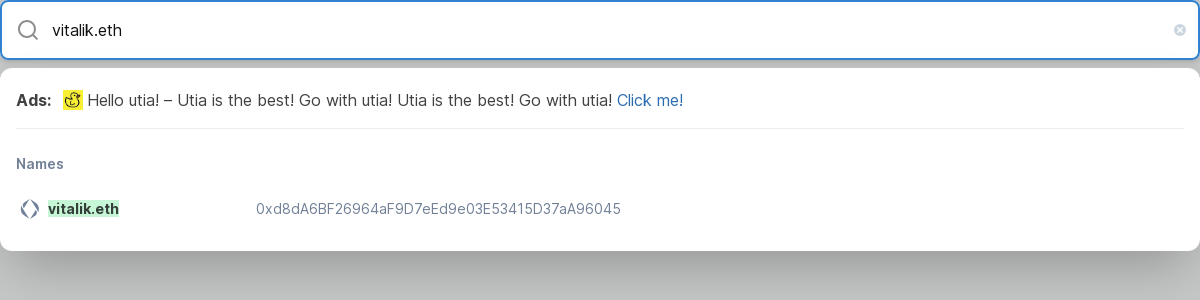 vitalik.eth
Ads: Hello utia! – Utia is the best! Go with utia! Utia is the best! Go with utia! Click me!
Names
vitalik.eth 0xd8dA6BF26964aF9D7eEd9e03E53415D37aA96045